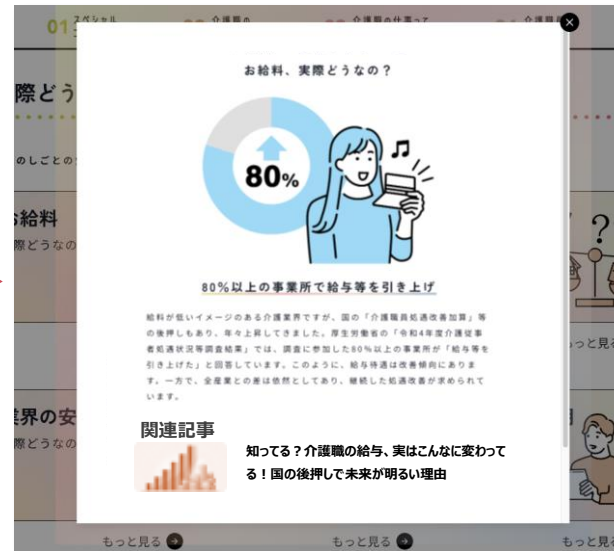 01 スペシャル
際どう
のしごとの
お給料
際どうなの
業界の安
際どうなの
お給料、実際どうなの？
80%
80％以上の事業所で給与等を引き上げ
給料が低いイメージのある介護業界ですが、国の「介護職員処遇改善加算」等
の後押しもあり、年々上昇してきました。厚生労働省の「令和4年度介護従事
者処遇状況等調査結果」では、調査に参加した80％以上の事業所が「給与等を
引き上げた」と回答しています。このように、給与待遇は改善傾向にありま
す。一方で、全産業との差は依然としてあり、継続した処遇改善が求められて
います。
関連記事
知ってる？介護職の給与、実はこんなに変わって
る！国の後押しで未来が明るい理由
?
っと見る
もっと見る
もっと見る
もっと見